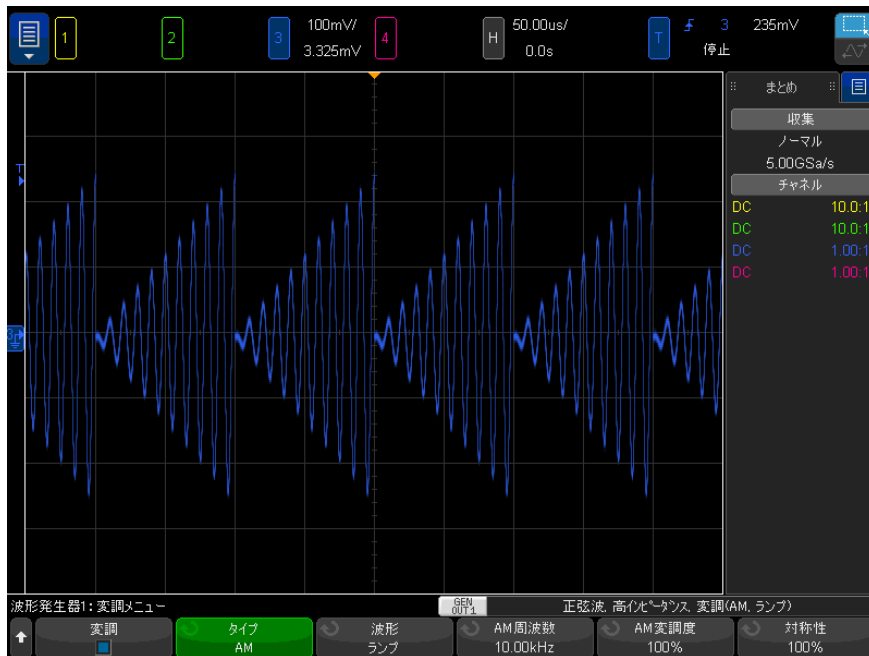 1
2
3
100mV/
3.325mV
4
H
50.00us/
0.0s
T
3
235mV
停止
T
3
まとめ
収集
ノーマル
5.00GSa/s
チャネル
DC 10.0:1
DC 10.0:1
DC 1.00:1
DC 1.00:1
波形発生器1: 変調メニュー
GEN OUT1
正弦波, 高インピーダンス, 変調(AM, ランプ)
変調
タイプ
AM
波形
ランプ
AM周波数
10.00kHz
AM変調度
100%
対称性
100%